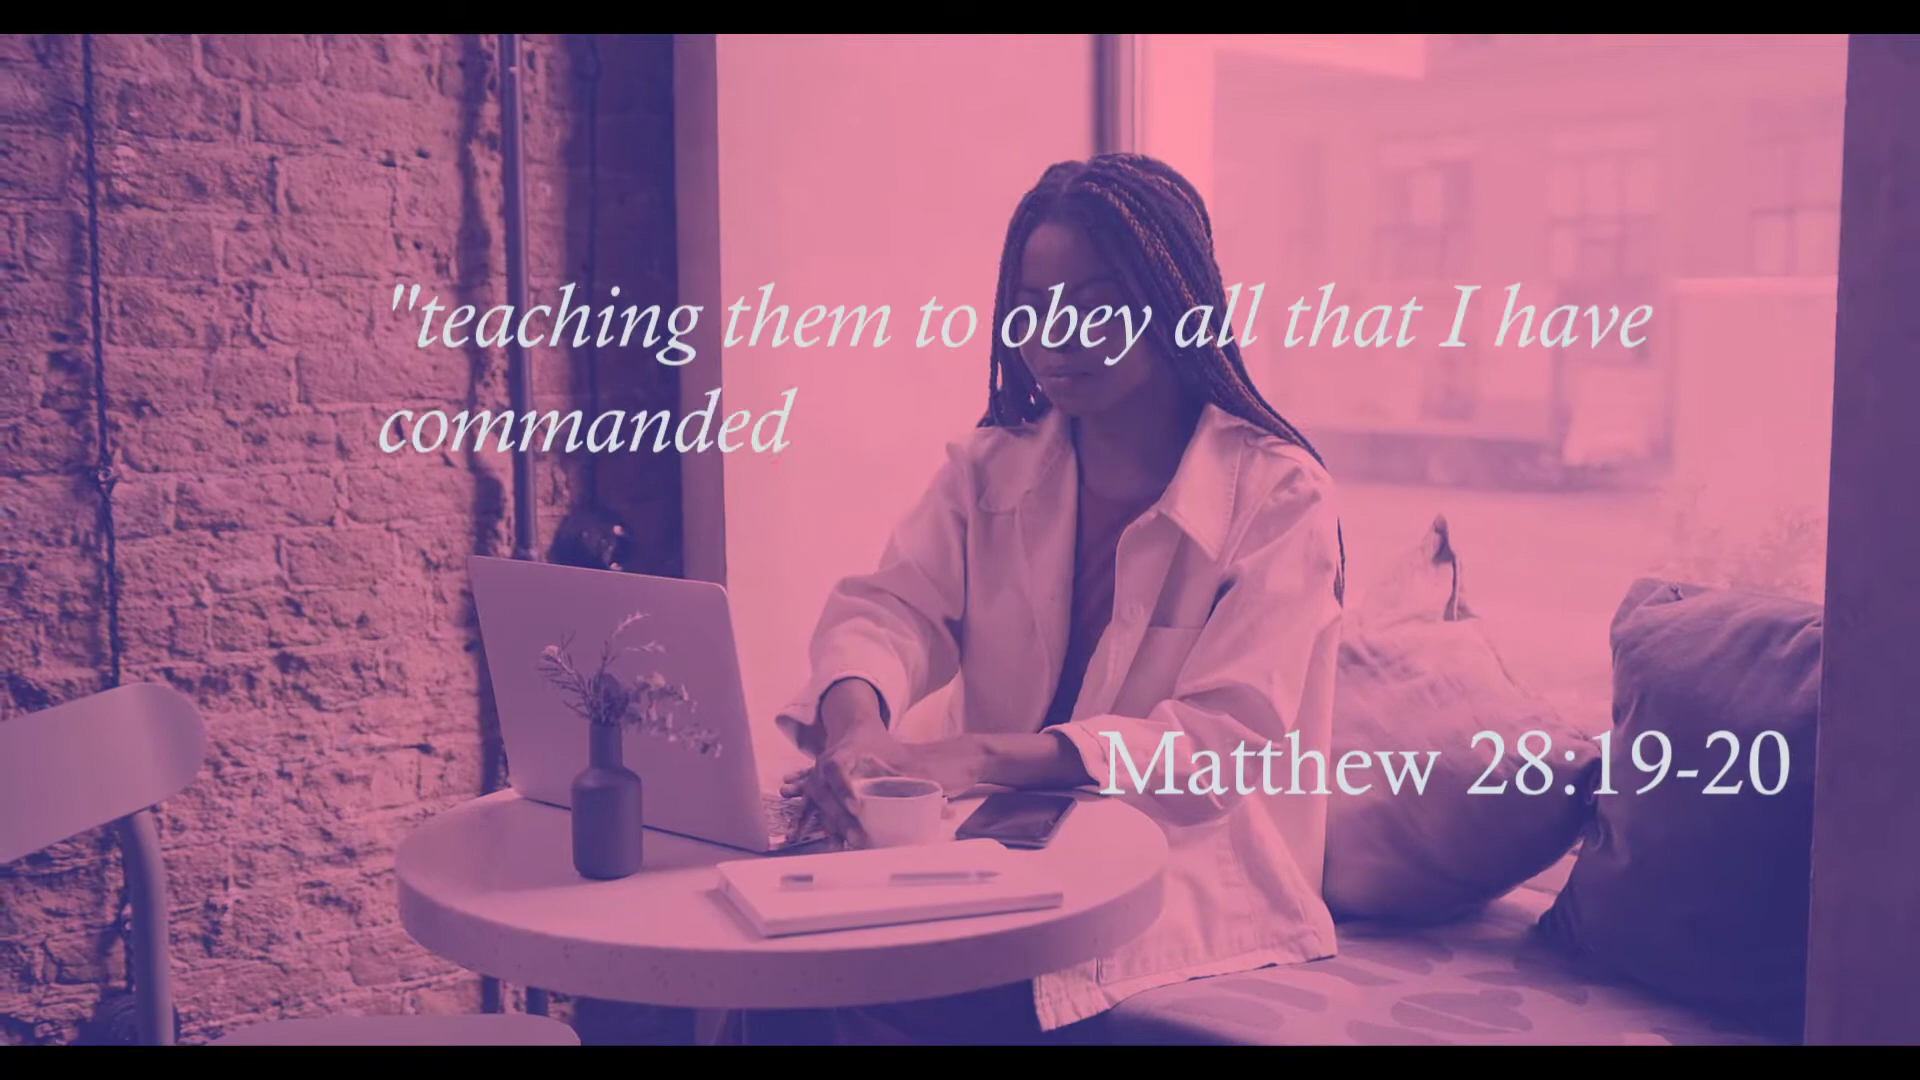 "teaching them to obey all that I have
commanded
Matthew 28:19-20